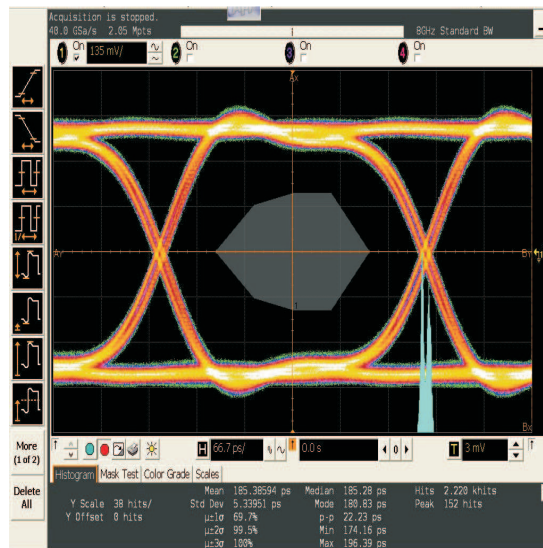 Acquisition is stopped.
40.0 GSa/s 2.05 Mpts
1 On 135 mV/ 2 On 3 On 4 On 8GHz Standard BW
Ax
Ay By
1
Bx
More
(1 of 2)
Delete
All
H 66.7 ps/ 0.0 s 0 T 3 mV
Histogram Mask Test Color Grade Scales
Mean 185.38594 ps Median 185.28 ps Hits 2.220 khits
Y Scale 38 hits/ Std Dev 5.33951 ps Mode 180.83 ps Peak 152 hits
Y Offset 0 hits μ±1σ 69.7% p-p 22.23 ps
μ±2σ 99.5% Min 174.16 ps
μ±3σ 100% Max 196.39 ps